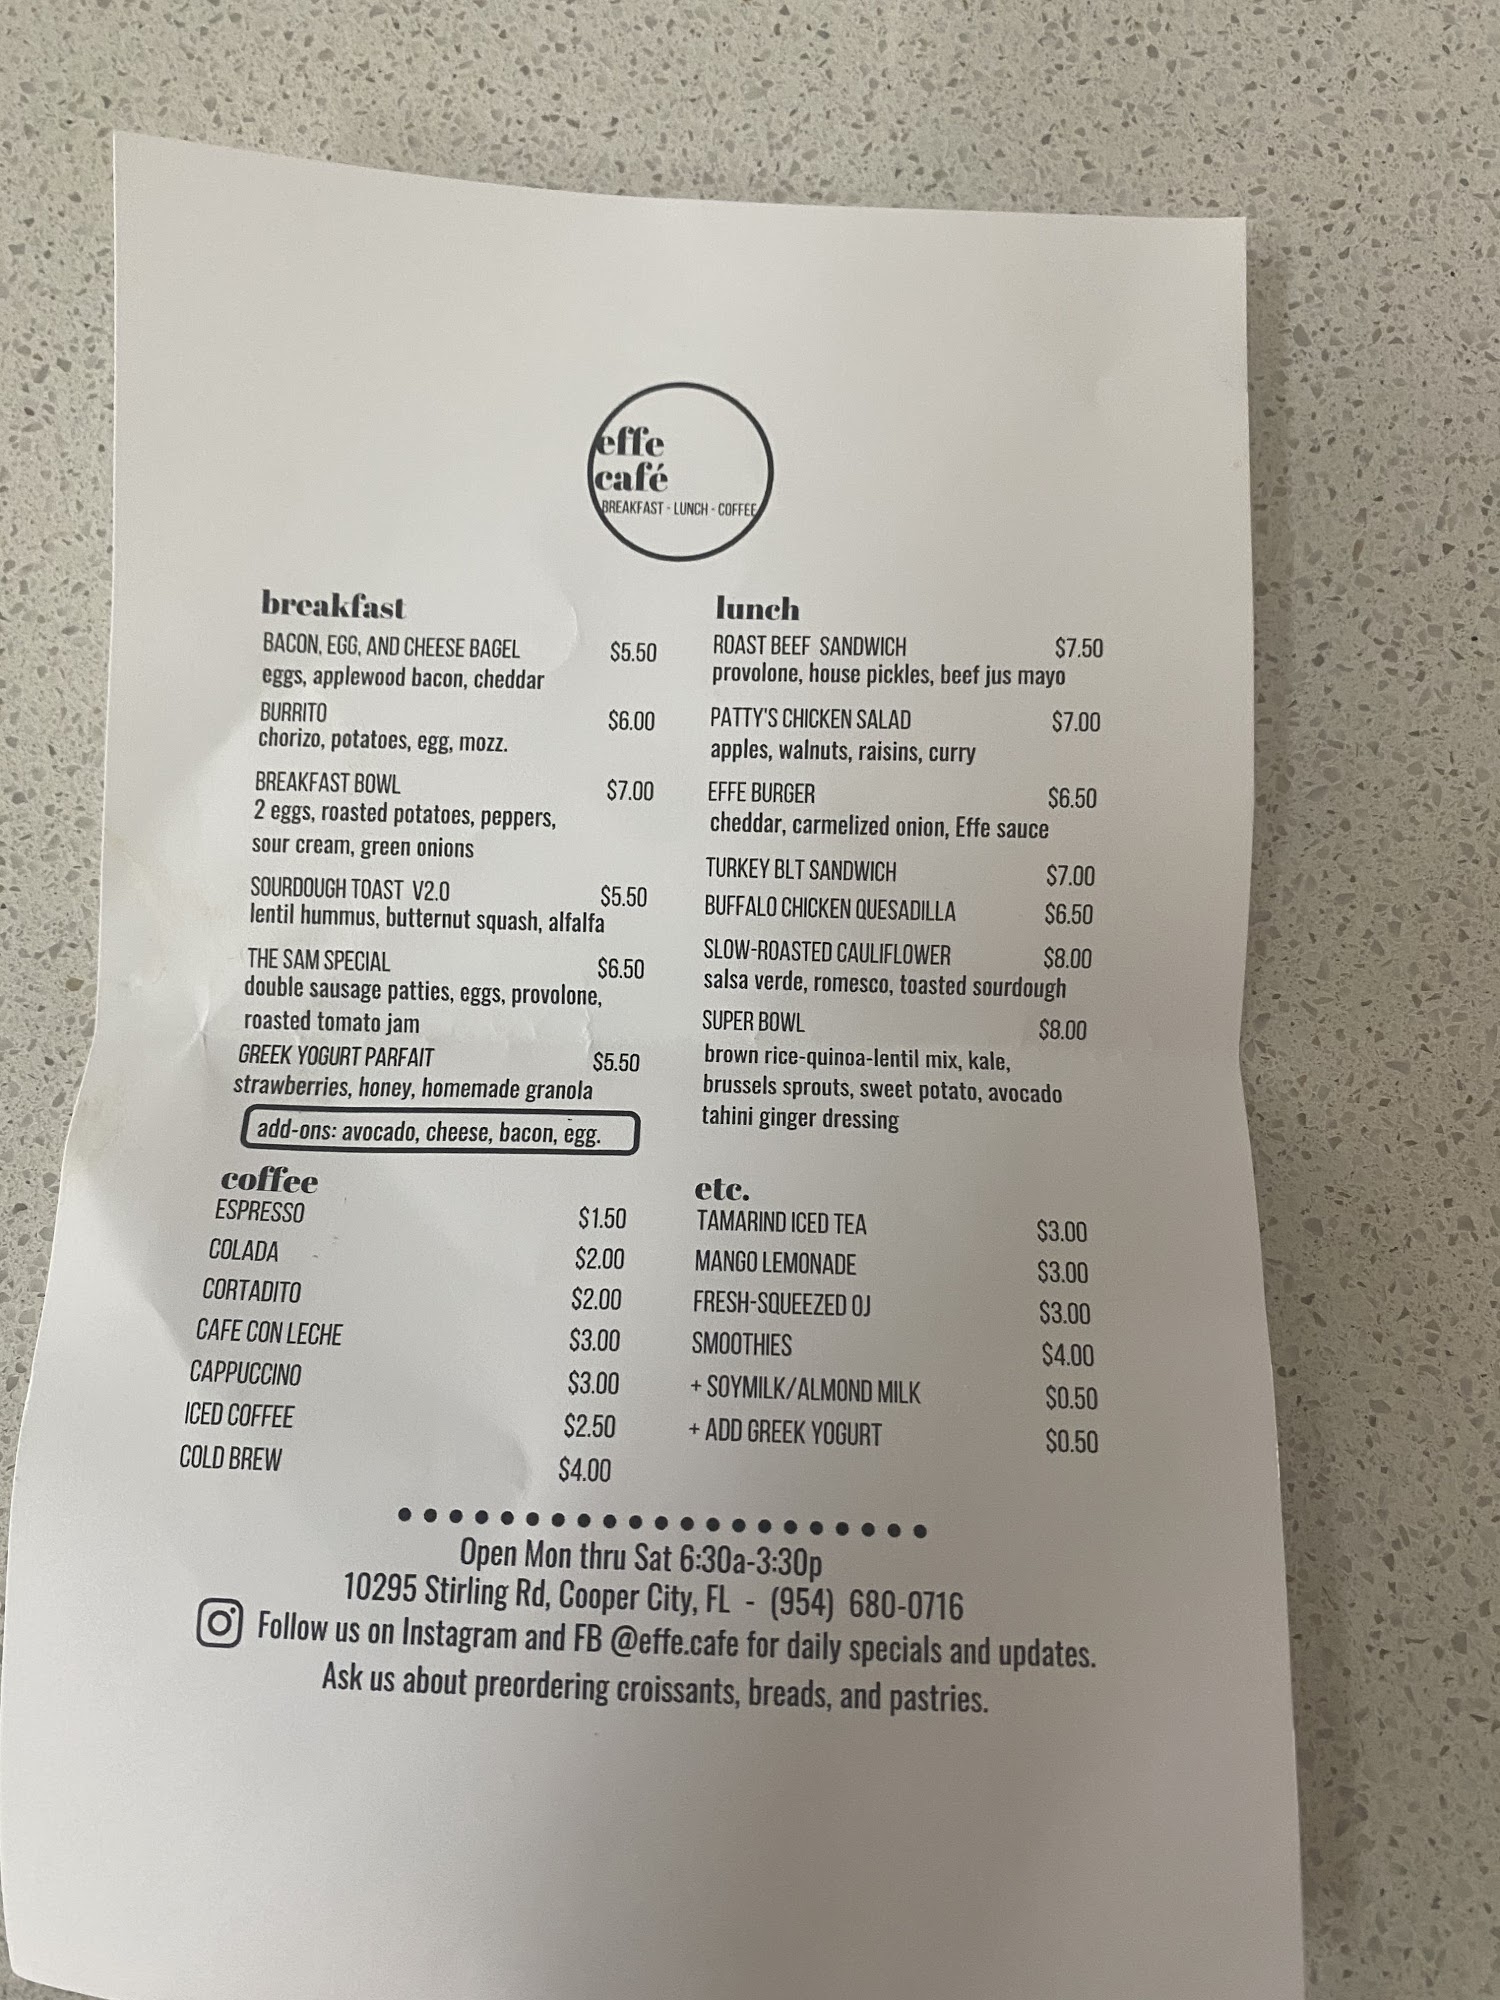 effe
café
BREAKFAST - LUNCH - COFFEE
breakfast
BACON, EGG, AND CHEESE BAGEL $5.50
eggs, applewood bacon, cheddar
BURRITO $6.00
chorizo, potatoes, egg, mozz.
BREAKFAST BOWL $7.00
2 eggs, roasted potatoes, peppers,
sour cream, green onions
SOURDOUGH TOAST V2.0 $5.50
lentil hummus, butternut squash, alfalfa
THE SAM SPECIAL $6.50
double sausage patties, eggs, provolone,
roasted tomato jam
GREEK YOGURT PARFAIT $5.50
strawberries, honey, homemade granola
add-ons: avocado, cheese, bacon, egg.
lunch
ROAST BEEF SANDWICH $7.50
provolone, house pickles, beef jus mayo
PATTY'S CHICKEN SALAD $7.00
apples, walnuts, raisins, curry
EFFE BURGER $6.50
cheddar, carmelized onion, Effe sauce
TURKEY BLT SANDWICH $7.00
BUFFALO CHICKEN QUESADILLA $6.50
SLOW-ROASTED CAULIFLOWER $8.00
salsa verde, romesco, toasted sourdough
SUPER BOWL $8.00
brown rice-quinoa-lentil mix, kale,
brussels sprouts, sweet potato, avocado
tahini ginger dressing
coffee
ESPRESSO $1.50
COLADA $2.00
CORTADITO $2.00
CAFE CON LECHE $3.00
CAPPUCCINO $3.00
ICED COFFEE $2.50
COLD BREW $4.00
etc.
TAMARIND ICED TEA $3.00
MANGO LEMONADE $3.00
FRESH-SQUEEZED OJ $3.00
SMOOTHIES $4.00
+ SOYMILK/ALMOND MILK $0.50
+ ADD GREEK YOGURT $0.50
Open Mon thru Sat 6:30a-3:30p
10295 Stirling Rd, Cooper City, FL - (954) 680-0716
Follow us on Instagram and FB @effe.cafe for daily specials and updates.
Ask us about preordering croissants, breads, and pastries.